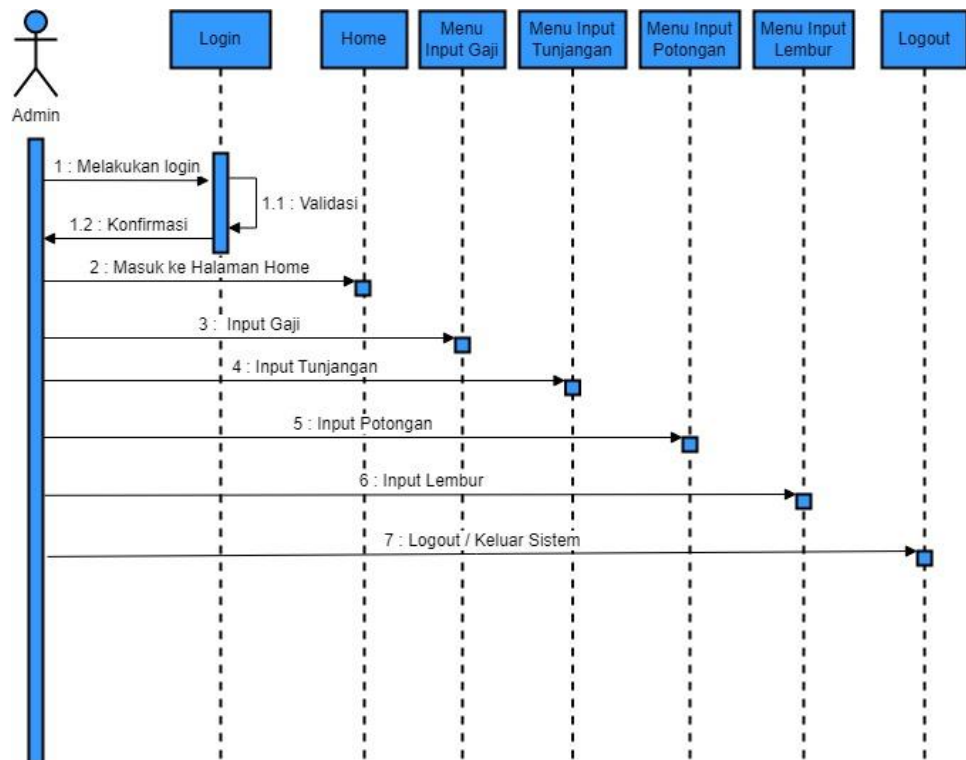 Login
Home
Menu
Input Gaji
Menu Input
Tunjangan
Menu Input
Potongan
Menu Input
Lembur
Logout
Admin
1 : Melakukan login
1.1 : Validasi
1.2 : Konfirmasi
2 : Masuk ke Halaman Home
3 : Input Gaji
4 : Input Tunjangan
5 : Input Potongan
6 : Input Lembur
7 : Logout / Keluar Sistem